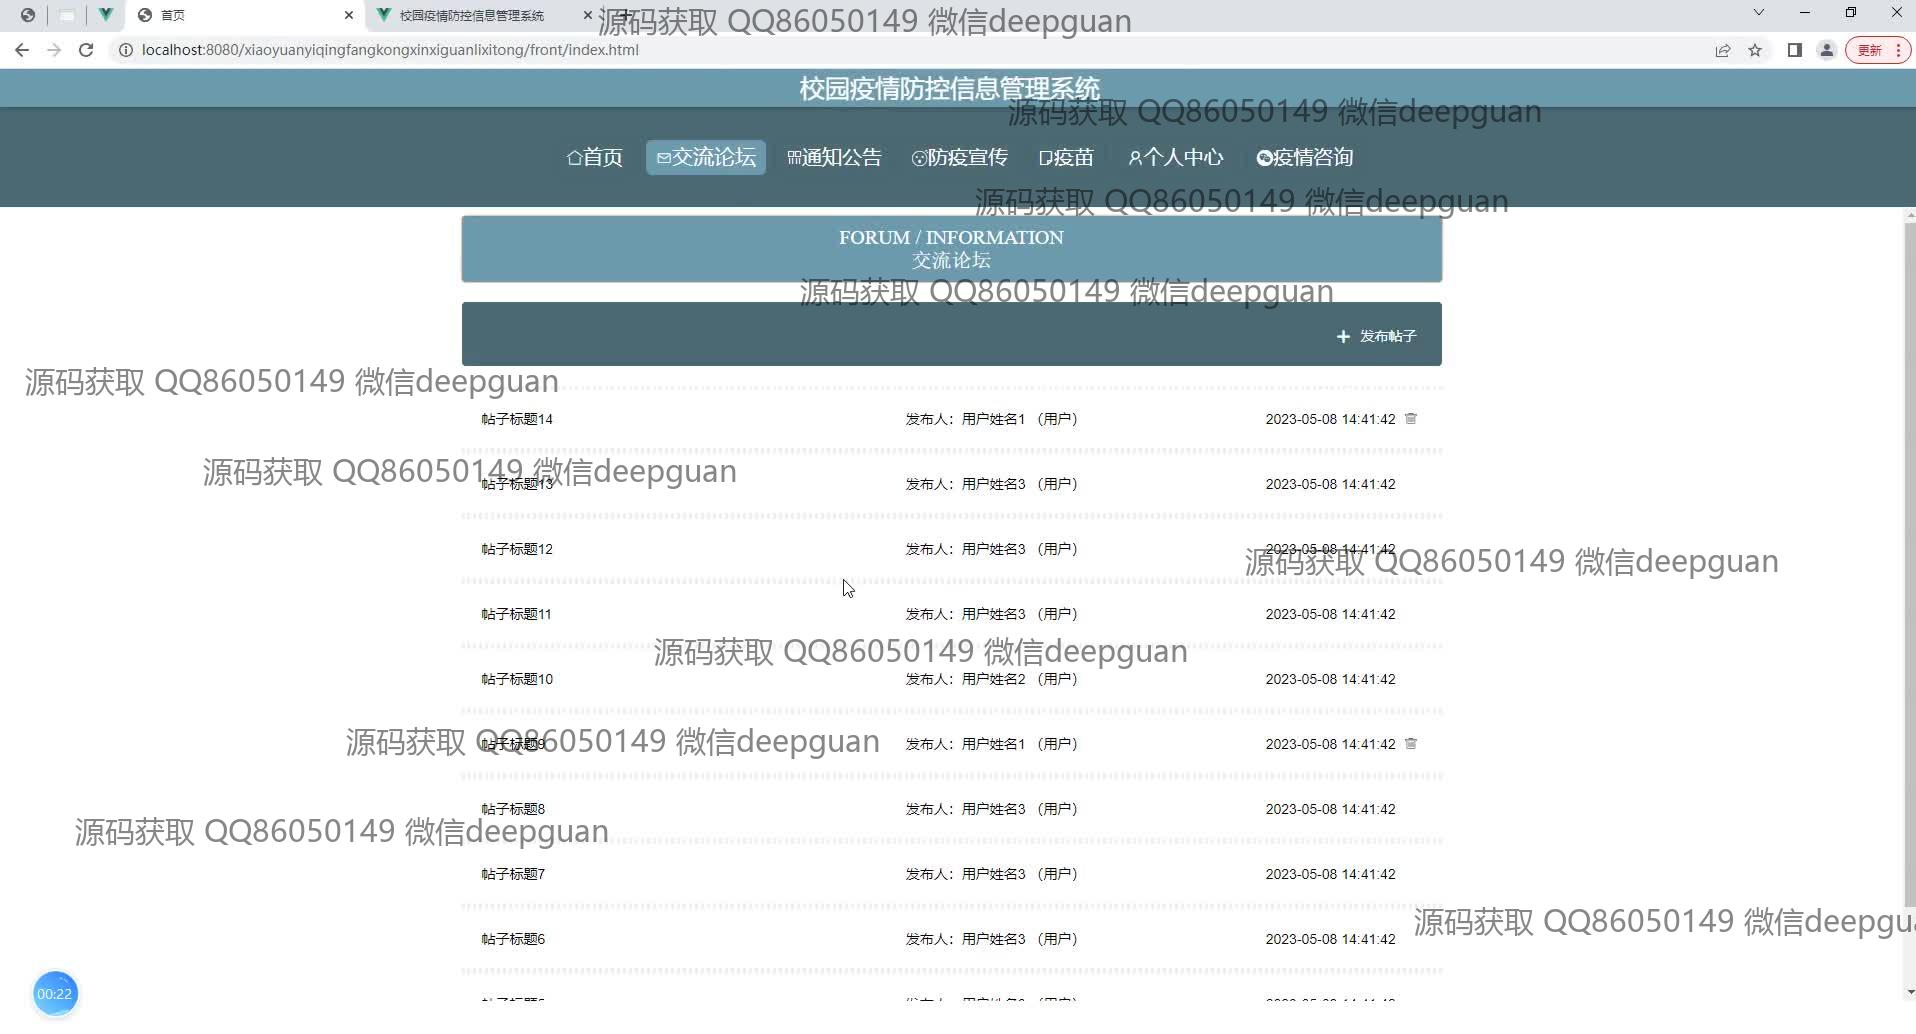 首页
校园疫情防控信息管理系统
源码获取 QQ86050149 微信deepguan
localhost:8080/xiaoyuanyiqingfangkongxinxiguanlixitong/front/index.html
更新
校园疫情防控信息管理系统
源码获取 QQ86050149 微信deepguan
首页 交流论坛 通知公告 防疫宣传 疫苗 个人中心 疫情咨询
源码获取 QQ86050149 微信deepguan
FORUM / INFORMATION
交流论坛
源码获取 QQ86050149 微信deepguan
发布帖子
源码获取 QQ86050149 微信deepguan
帖子标题14 发布人：用户姓名1 （用户） 2023-05-08 14:41:42
源码获取 QQ86050149 微信deepguan
帖子标题13 发布人：用户姓名3 （用户） 2023-05-08 14:41:42
帖子标题12 发布人：用户姓名3 （用户） 2023-05-08 14:41:42
源码获取 QQ86050149 微信deepguan
帖子标题11 发布人：用户姓名3 （用户） 2023-05-08 14:41:42
源码获取 QQ86050149 微信deepguan
帖子标题10 发布人：用户姓名2 （用户） 2023-05-08 14:41:42
源码获取 QQ86050149 微信deepguan
帖子标题9 发布人：用户姓名1 （用户） 2023-05-08 14:41:42
帖子标题8 发布人：用户姓名3 （用户） 2023-05-08 14:41:42
源码获取 QQ86050149 微信deepguan
帖子标题7 发布人：用户姓名3 （用户） 2023-05-08 14:41:42
源码获取 QQ86050149 微信deepgu
帖子标题6 发布人：用户姓名3 （用户） 2023-05-08 14:41:42
00:22